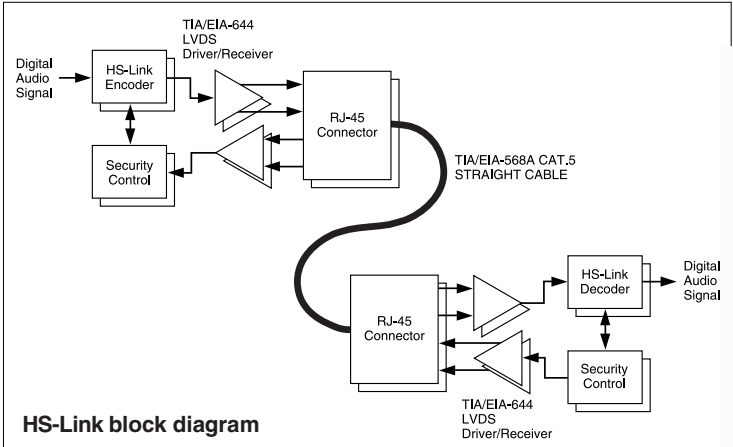 TIA/EIA-644
LVDS
Driver/Receiver
Digital
Audio
Signal
HS-Link
Encoder
RJ-45
Connector
Security
Control
TIA/EIA-568A CAT.5
STRAIGHT CABLE
RJ-45
Connector
HS-Link
Decoder
Digital
Audio
Signal
Security
Control
TIA/EIA-644
LVDS
Driver/Receiver
HS-Link block diagram